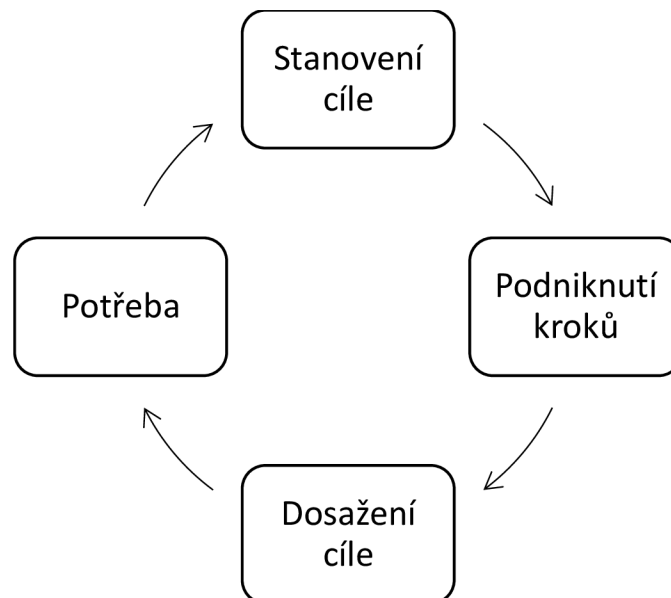 Stanovení
cíle
Potřeba
Podniknutí
kroků
Dosažení
cíle